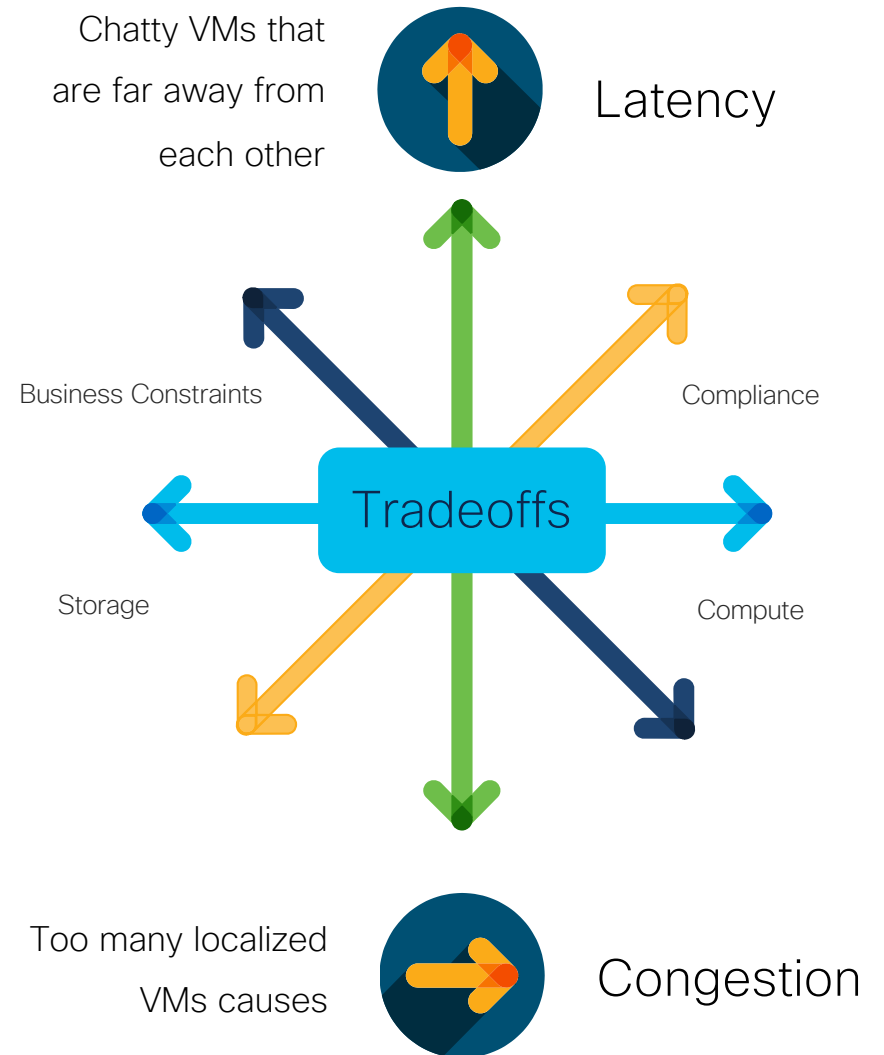 Chatty VMs that
are far away from
each other
Latency
Business Constraints
Compliance
Tradeoffs
Storage
Compute
Too many localized
VMs causes
Congestion